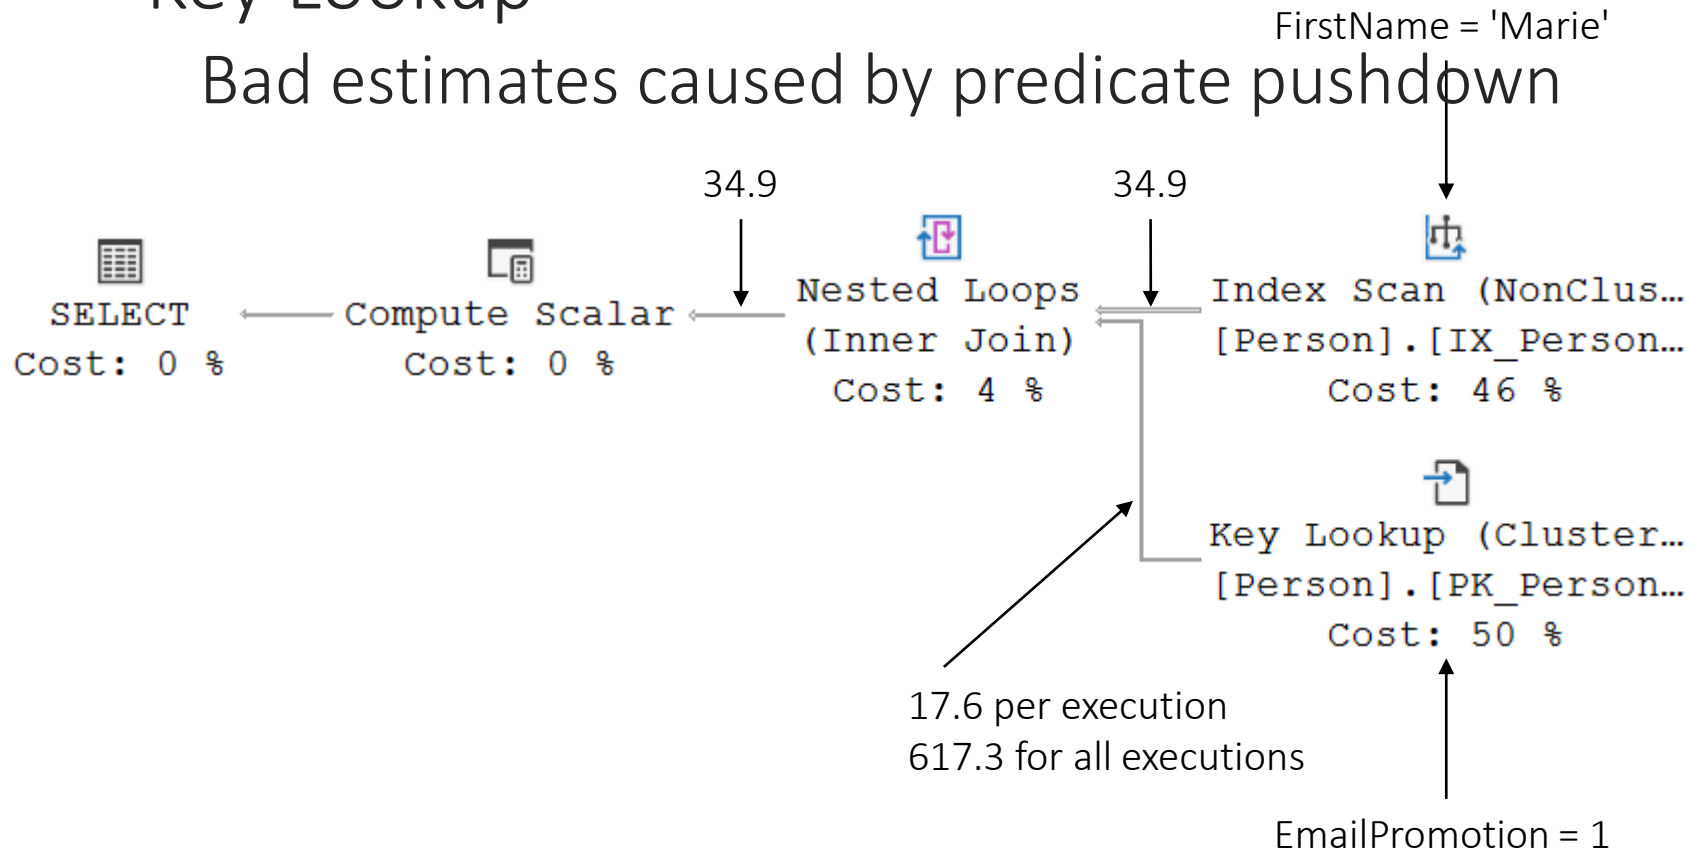 Key Lookup
FirstName = 'Marie'
Bad estimates caused by predicate pushdown
34.9
34.9
SELECT
Cost: 0 %
Compute Scalar
Cost: 0 %
Nested Loops
(Inner Join)
Cost: 4 %
Index Scan (NonClus…
[Person].[IX_Person…
Cost: 46 %
Key Lookup (Cluster…
[Person].[PK_Person…
Cost: 50 %
17.6 per execution
617.3 for all executions
EmailPromotion = 1